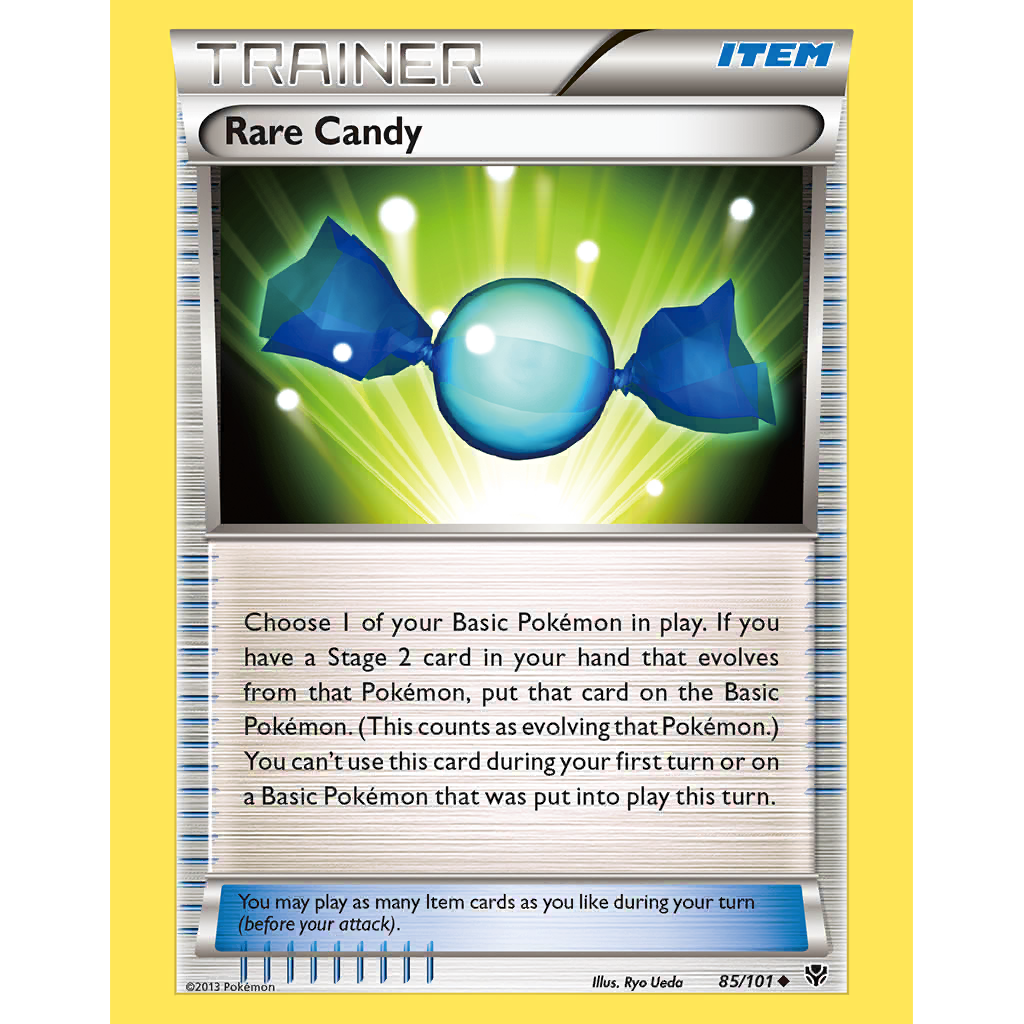 TRAINER
ITEM
Rare Candy
Choose 1 of your Basic Pokémon in play. If you
have a Stage 2 card in your hand that evolves
from that Pokémon, put that card on the Basic
Pokémon. (This counts as evolving that Pokémon.)
You can't use this card during your first turn or on
a Basic Pokémon that was put into play this turn.
You may play as many Item cards as you like during your turn
(before your attack).
©2013 Pokémon
Illus. Ryo Ueda
85/101